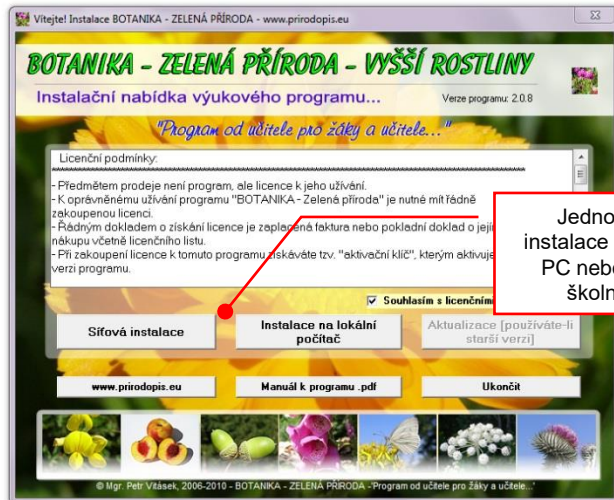 Vítejte! Instalace BOTANIKA - ZELENÁ PŘÍRODA - www.prirodopis.eu
BOTANIKA - ZELENÁ PŘÍRODA - VYŠŠÍ ROSTLINY
Instalační nabídka výukového programu...
Verze programu: 2.0.8
"Program od učitele pro žáky a učitele..."
Licenční podmínky:
- Předmětem prodeje není program, ale licence k jeho užívání.
- K oprávněnému užívání programu "BOTANIKA - Zelená příroda" je nutné mít řádně
zakoupenou licenci.
- Řádným dokladem o získání licence je zaplacená faktura nebo pokladní doklad o
nákupu včetně licenčního listu.
- Při zakoupení licence k tomuto programu získáváte tzv. "aktivační klíč", kterým
verzi programu.
Jedno
instalace
PC nebo
školn
Souhlasím s
Síťová instalace
Instalace na lokální
počítač
Aktualizace [používáte-li
starší verzi]
www.prirodopis.eu
Manuál k programu .pdf
Ukončit
© Mgr. Petr Vitásek, 2006-2010 - BOTANIKA - ZELENÁ PŘÍRODA -"Program od učitele pro žáky a učitele..."